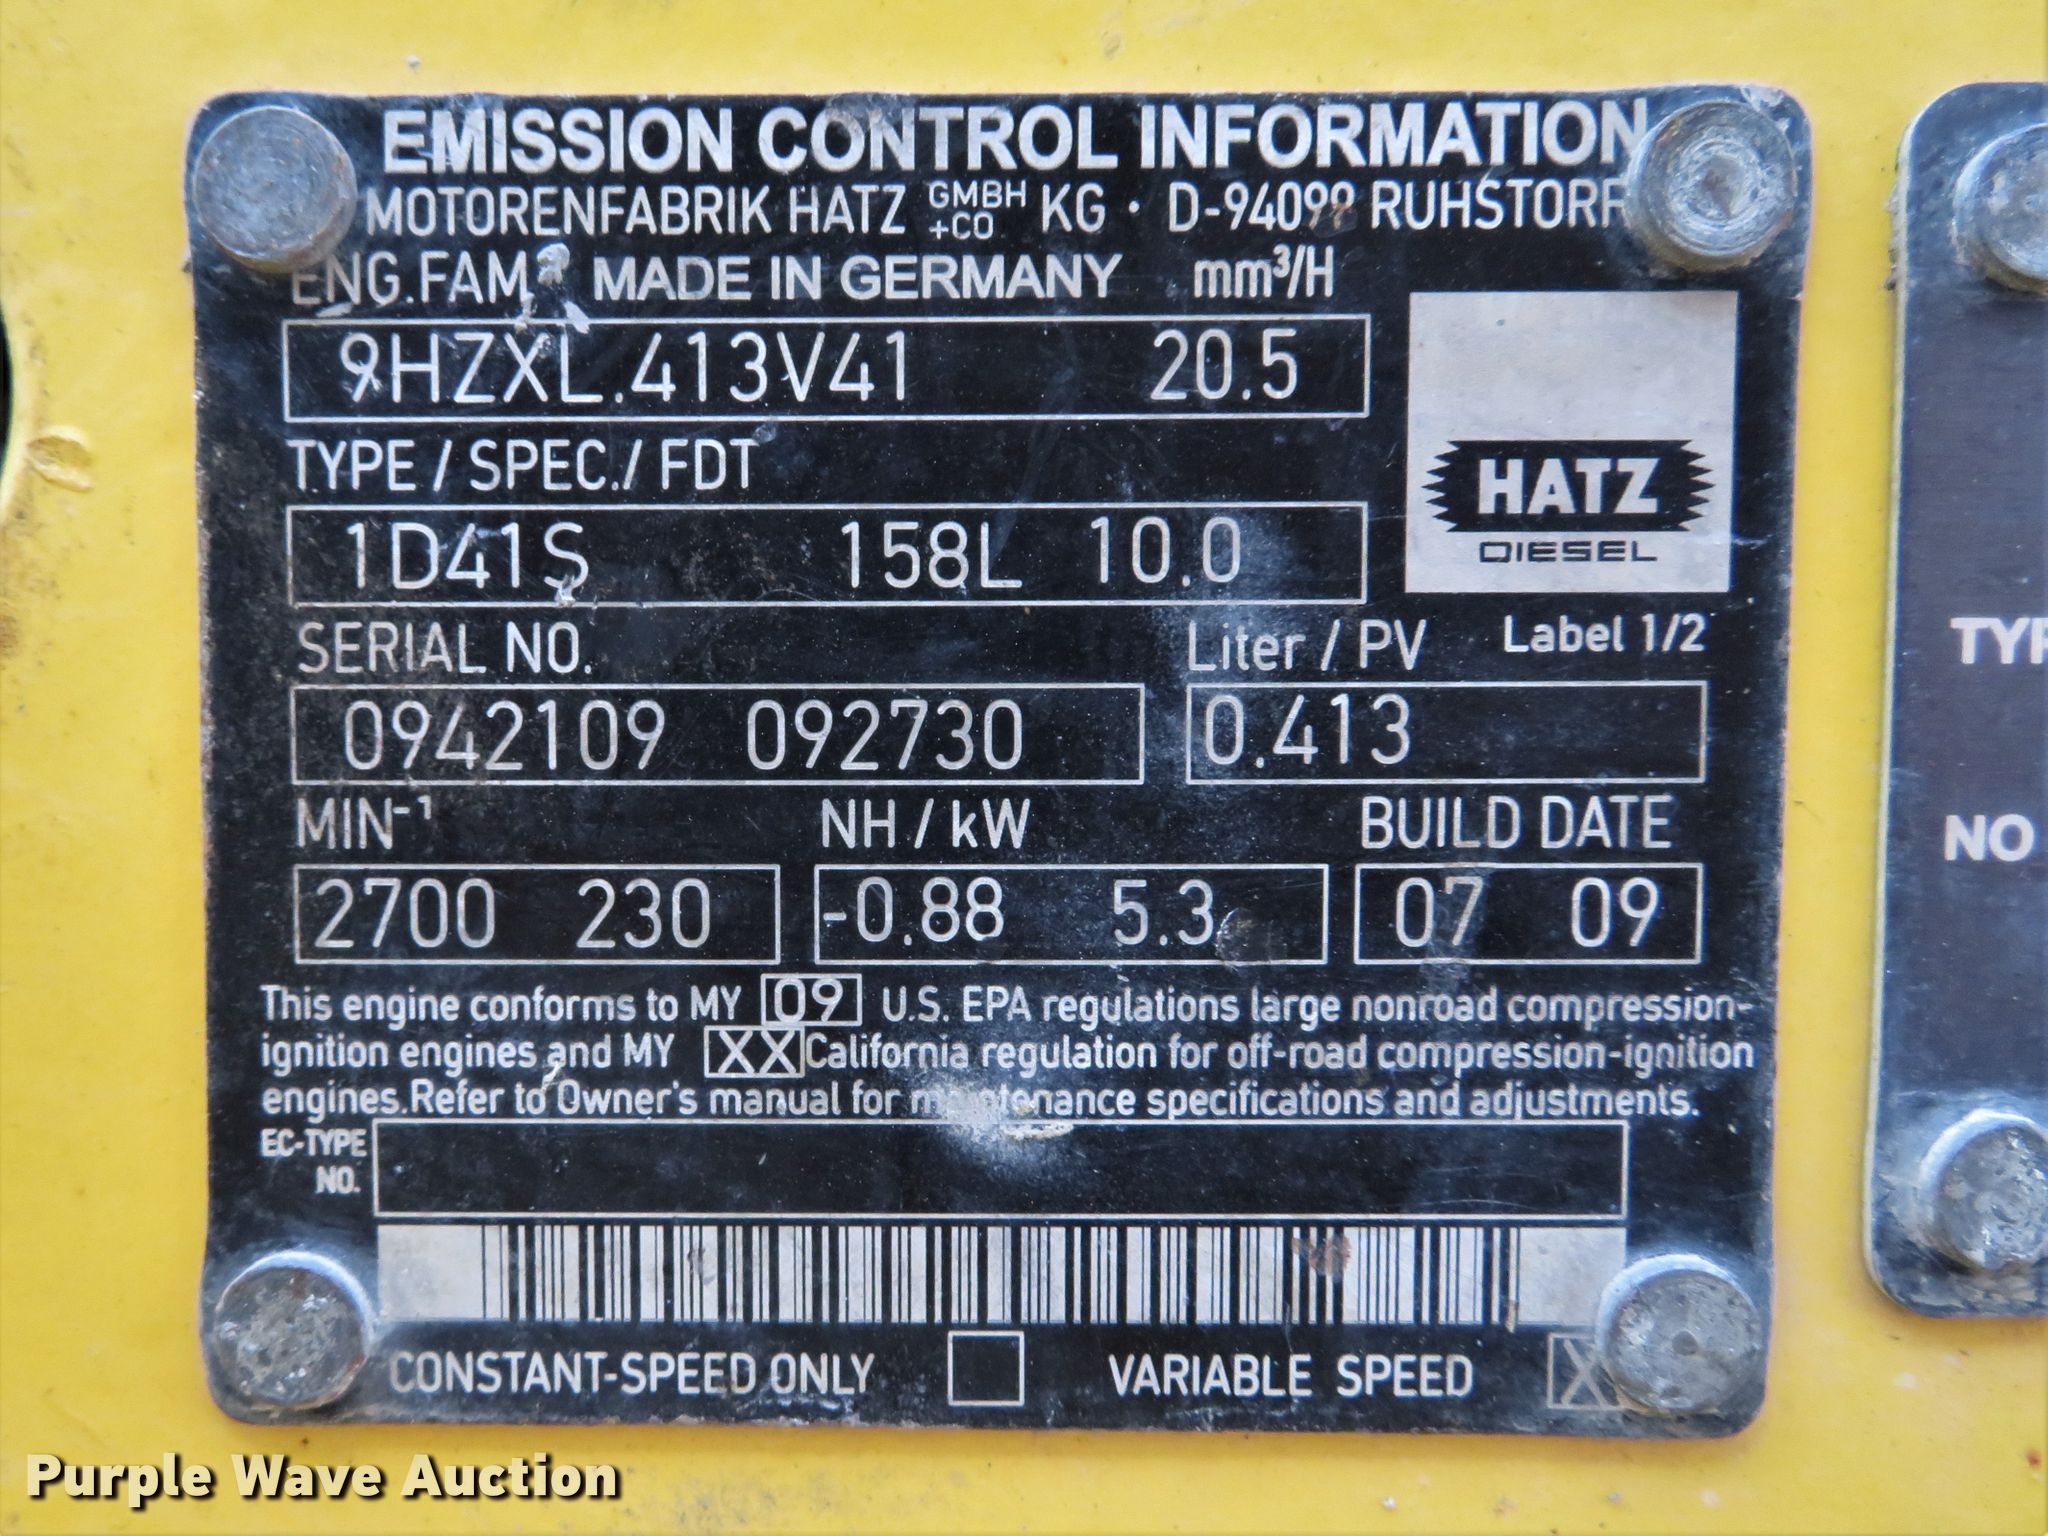 EMISSION CONTROL INFORMATION
MOTORENFABRIK HATZ GMBH +CO KG · D-94099 RUHSTORF
ENG.FAM. MADE IN GERMANY mm³/H
9HZXL.413V41 20.5
TYPE / SPEC. / FDT
1D41S 158L 10.0
HATZ
DIESEL
SERIAL NO. Liter / PV Label 1/2
0942109 092730 0.413
MIN⁻¹ NH / kW BUILD DATE
2700 230 -0.88 5.3 07 09
This engine conforms to MY 09 U.S. EPA regulations large nonroad compression-
ignition engines and MY XX California regulation for off-road compression-ignition
engines.Refer to Owner's manual for maintenance specifications and adjustments.
EC-TYPE
NO.
CONSTANT-SPEED ONLY VARIABLE SPEED X
TYP
NO
Purple Wave Auction